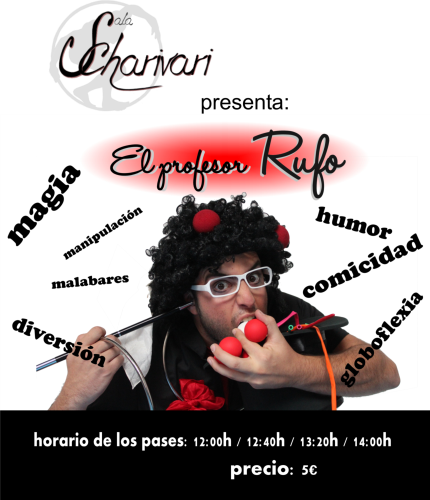 Sala
Scharivari
presenta:
El profesor Rufo
magia
manipulación
malabares
diversión
humor
comicidad
globoflexia
horario de los pases: 12:00h / 12:40h / 13:20h / 14:00h
precio: 5€